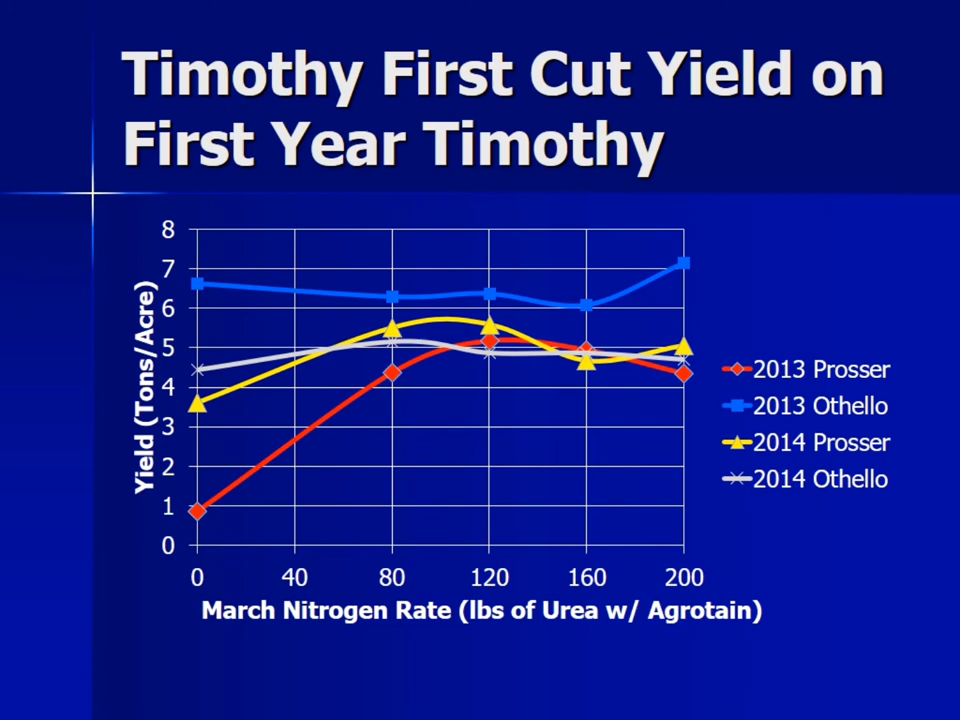 Timothy First Cut Yield on
First Year Timothy
8
7
6
5
4
3
2
1
0
Yield (Tons/Acre)
0 40 80 120 160 200
March Nitrogen Rate (lbs of Urea w/ Agrotain)
2013 Prosser
2013 Othello
2014 Prosser
2014 Othello